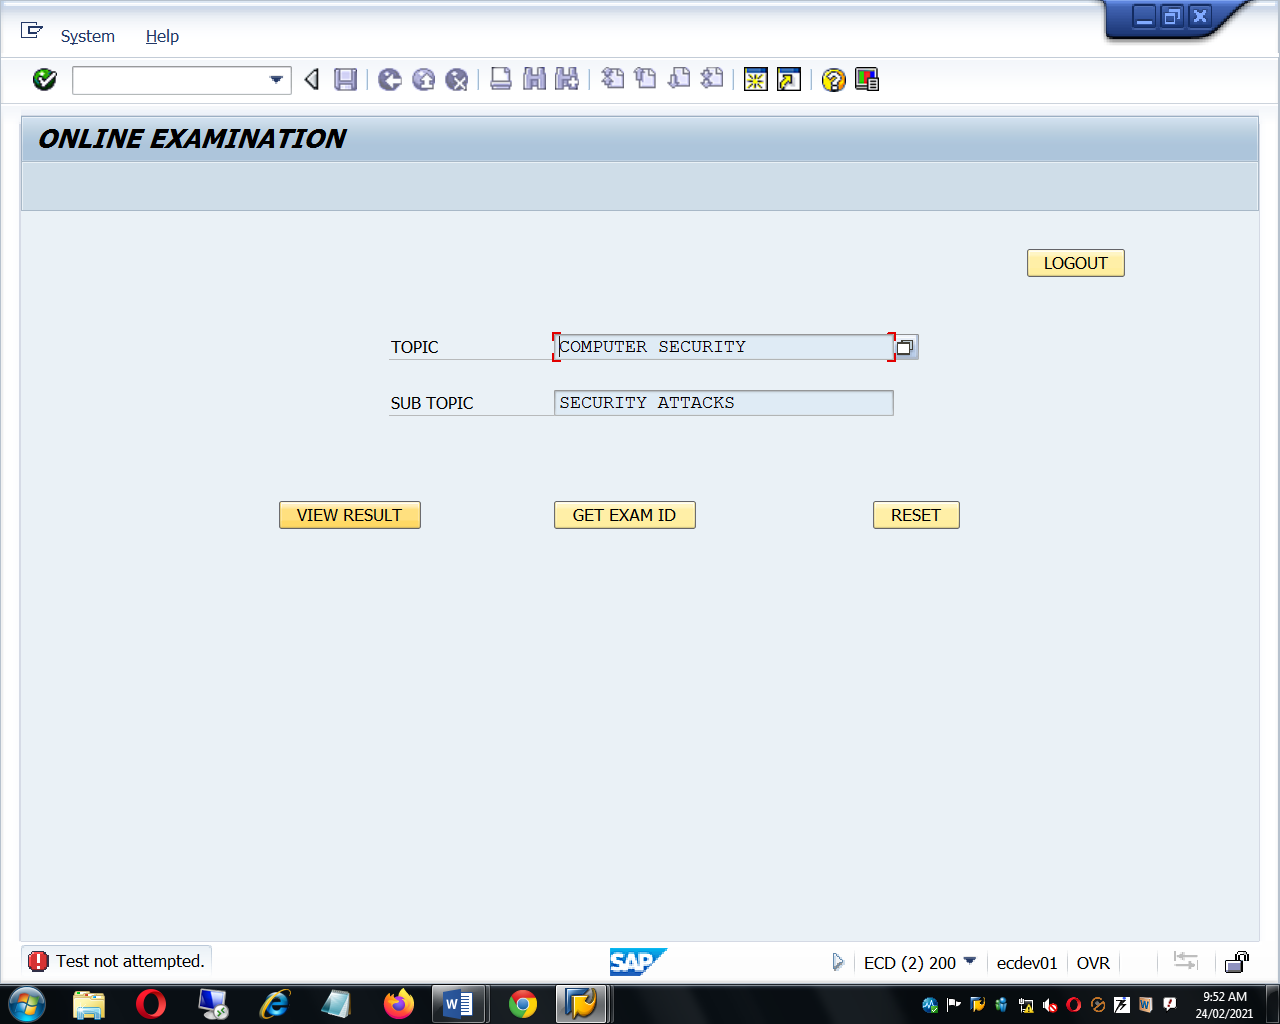 System Help
ONLINE EXAMINATION
LOGOUT
TOPIC COMPUTER SECURITY
SUB TOPIC SECURITY ATTACKS
VIEW RESULT GET EXAM ID RESET
Test not attempted. SAP ECD (2) 200 ecdev01 OVR
9:52 AM
24/02/2021